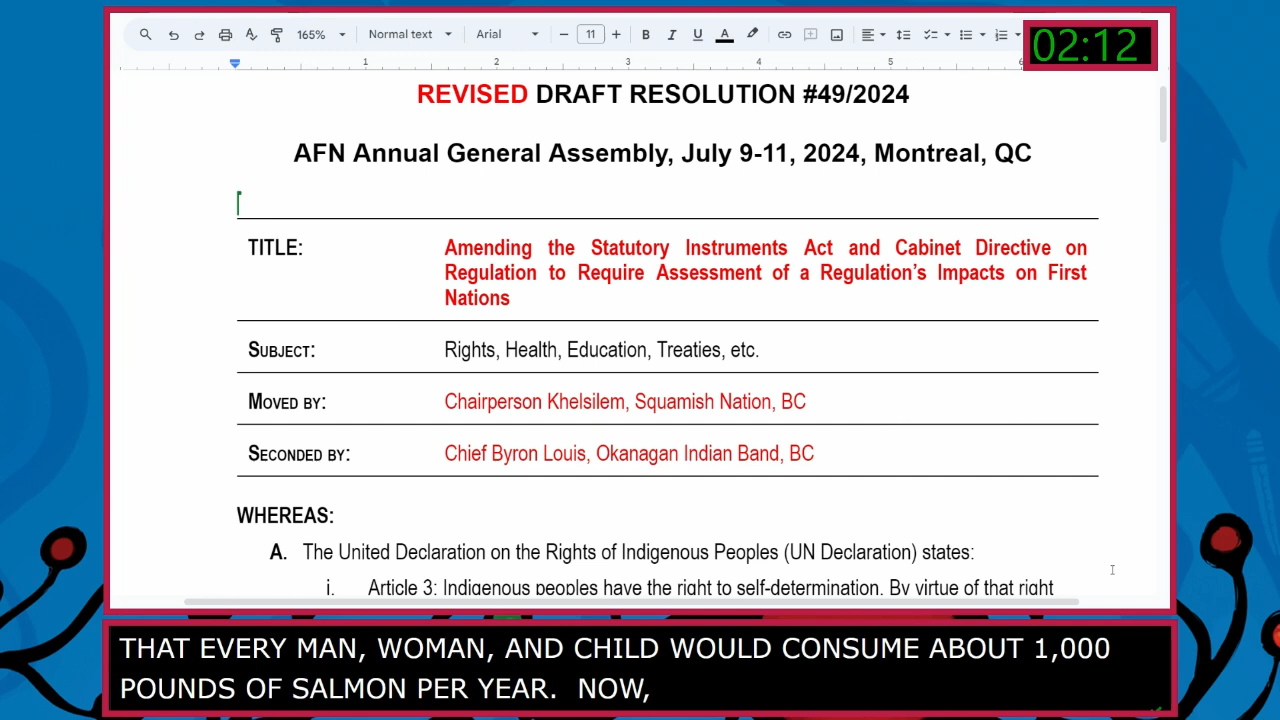 165%
Normal text
Arial
11
B I U A
02:12
1 2 3 4 5
REVISED DRAFT RESOLUTION #49/2024
AFN Annual General Assembly, July 9-11, 2024, Montreal, QC
TITLE: Amending the Statutory Instruments Act and Cabinet Directive on
Regulation to Require Assessment of a Regulation’s Impacts on First
Nations
SUBJECT: Rights, Health, Education, Treaties, etc.
MOVED BY: Chairperson Khelsilem, Squamish Nation, BC
SECONDED BY: Chief Byron Louis, Okanagan Indian Band, BC
WHEREAS:
A. The United Declaration on the Rights of Indigenous Peoples (UN Declaration) states:
i. Article 3: Indigenous peoples have the right to self-determination. By virtue of that right
THAT EVERY MAN, WOMAN, AND CHILD WOULD CONSUME ABOUT 1,000
POUNDS OF SALMON PER YEAR. NOW,